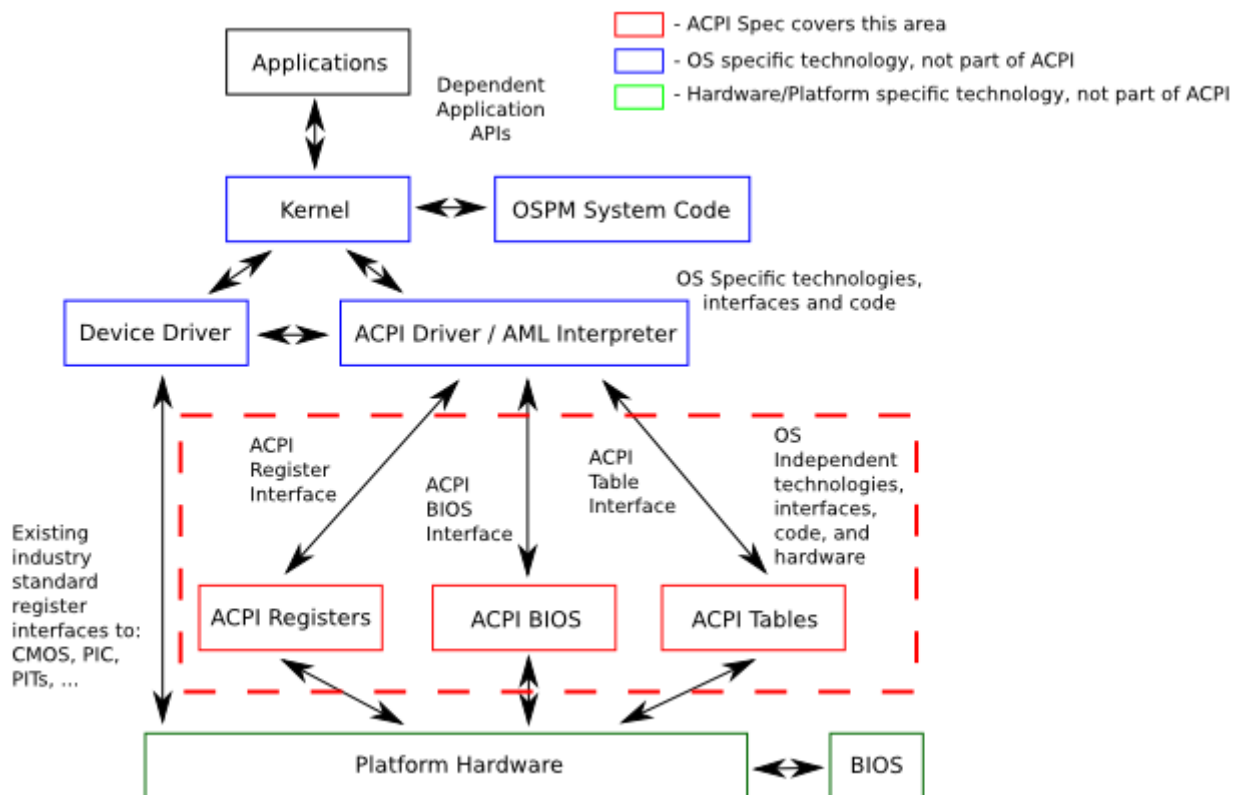 - ACPI Spec covers this area
- OS specific technology, not part of ACPI
- Hardware/Platform specific technology, not part of ACPI
Applications
Dependent
Application
APIs
Kernel
OSPM System Code
OS Specific technologies,
interfaces and code
Device Driver
ACPI Driver / AML Interpreter
ACPI
Register
Interface
ACPI
BIOS
Interface
ACPI
Table
Interface
OS
Independent
technologies,
interfaces,
code, and
hardware
Existing
industry
standard
register
interfaces to:
CMOS, PIC,
PITs, ...
ACPI Registers
ACPI BIOS
ACPI Tables
Platform Hardware
BIOS